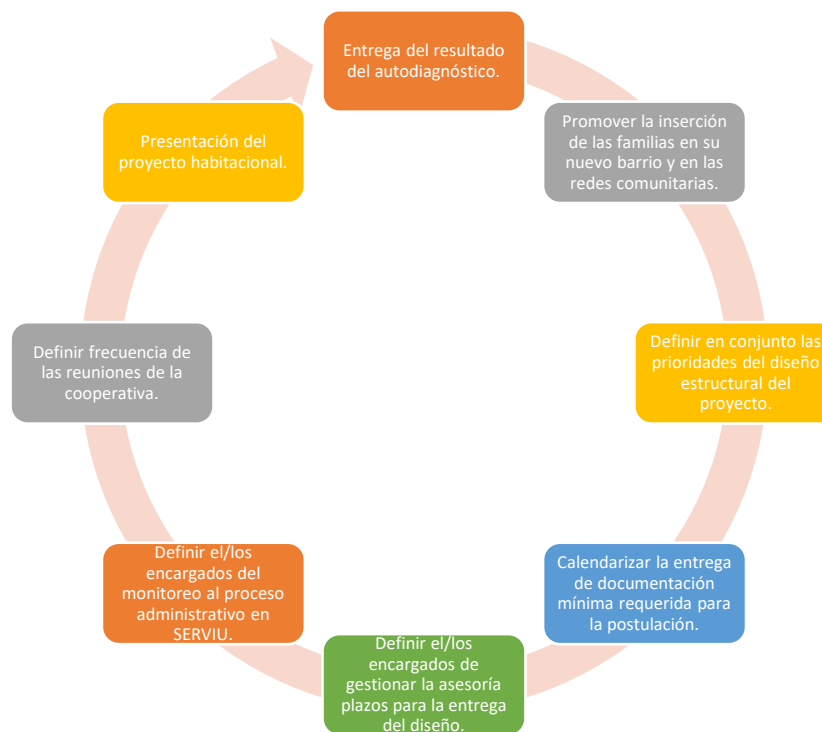 Entrega del resultado
del autodiagnóstico.
Promover la inserción
de las familias en su
nuevo barrio y en las
redes comunitarias.
Definir en conjunto las
prioridades del diseño
estructural del
proyecto.
Calendarizar la entrega
de documentación
mínima requerida para
la postulación.
Definir el/los
encargados de
gestionar la asesoría
plazos para la entrega
del diseño.
Definir el/los
encargados del
monitoreo al proceso
administrativo en
SERVIU.
Definir frecuencia de
las reuniones de la
cooperativa.
Presentación del
proyecto habitacional.